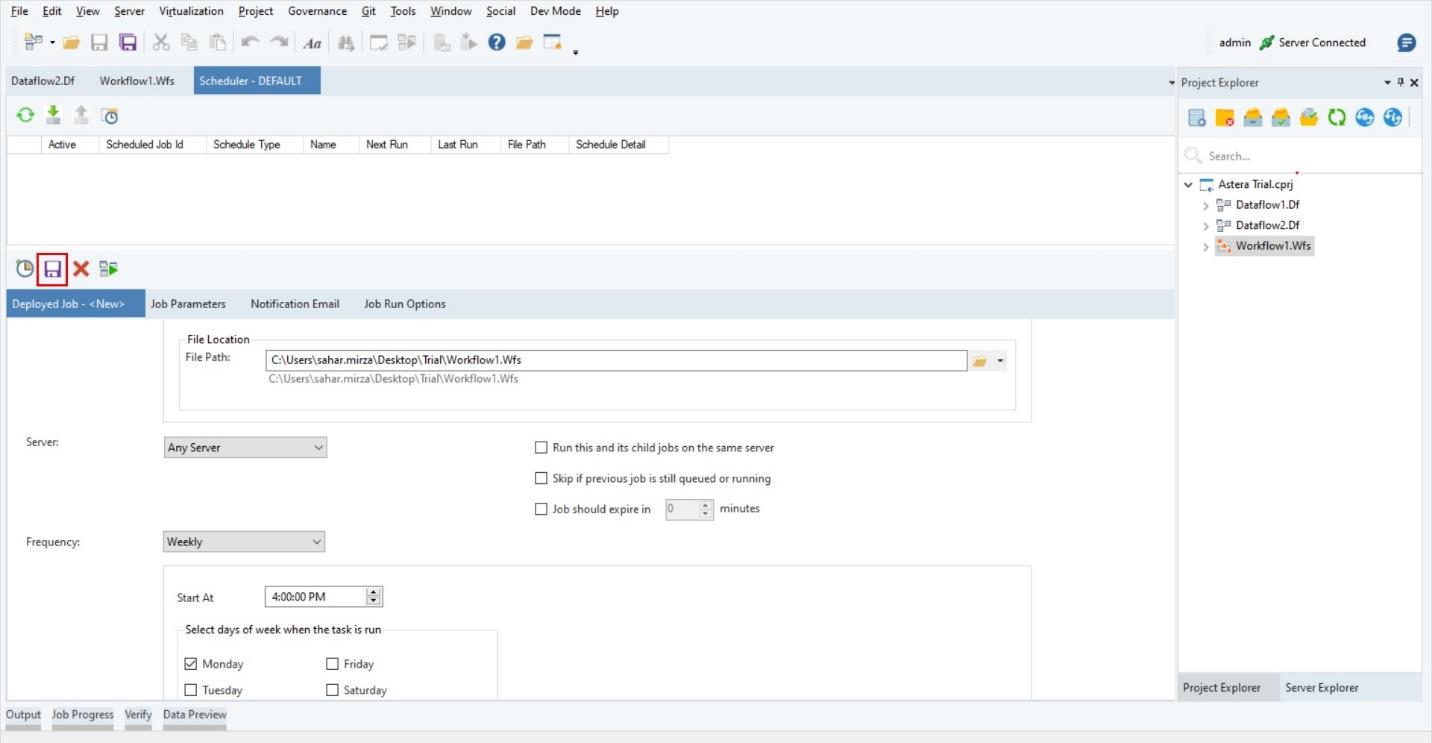 File Edit View Server Virtualization Project Governance Git Tools Window Social Dev Mode Help
Aa
admin Server Connected
Dataflow2.Df Workflow1.Wfs Scheduler - DEFAULT
Project Explorer
Active Scheduled Job Id Schedule Type Name Next Run Last Run File Path Schedule Detail
Search...
Astera Trial.cprj
Dataflow1.Df
Dataflow2.Df
Workflow1.Wfs
Deployed Job - <New> Job Parameters Notification Email Job Run Options
File Location
File Path: C:\Users\sahar.mirza\Desktop\Trial\Workflow1.Wfs
C:\Users\sahar.mirza\Desktop\Trial\Workflow1.Wfs
Server: Any Server Run this and its child jobs on the same server
Skip if previous job is still queued or running
Job should expire in 0 minutes
Frequency: Weekly
Start At 4:00:00 PM
Select days of week when the task is run
Monday Friday
Tuesday Saturday
Project Explorer Server Explorer
Output Job Progress Verify Data Preview